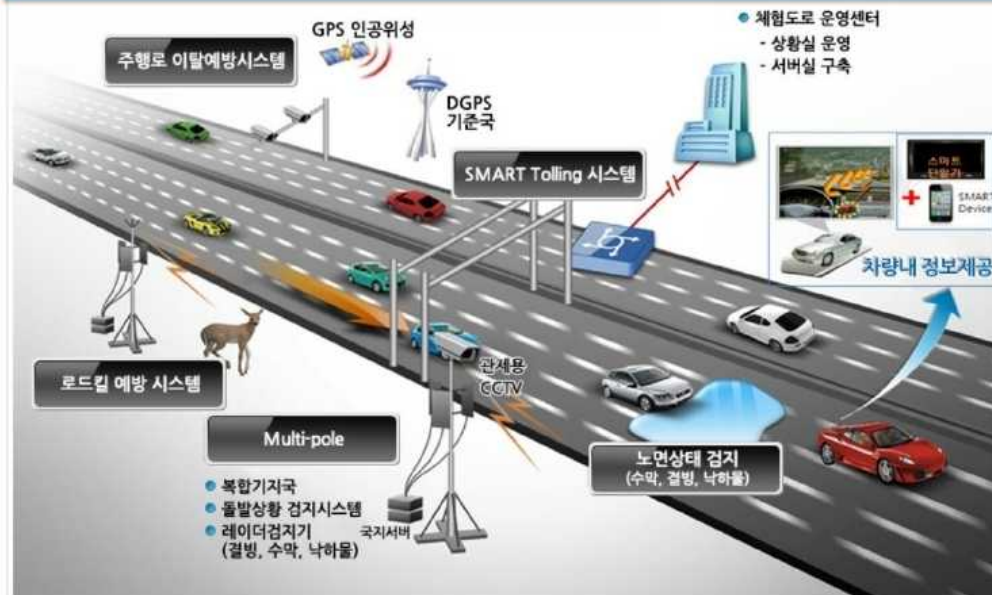 GPS 인공위성
주행로 이탈예방시스템
DGPS
기준국
체험도로 운영센터
- 상황실 운영
- 서버실 구축
SMART Tolling 시스템
스마트
단말기
SMART
Device
차량내 정보제공
로드킬 예방 시스템
관제용
CCTV
Multi-pole
복합기지국
돌발상황 검지시스템
레이더검지기
(결빙, 수막, 낙하물)
국지서버
노면상태 검지
(수막, 결빙, 낙하물)